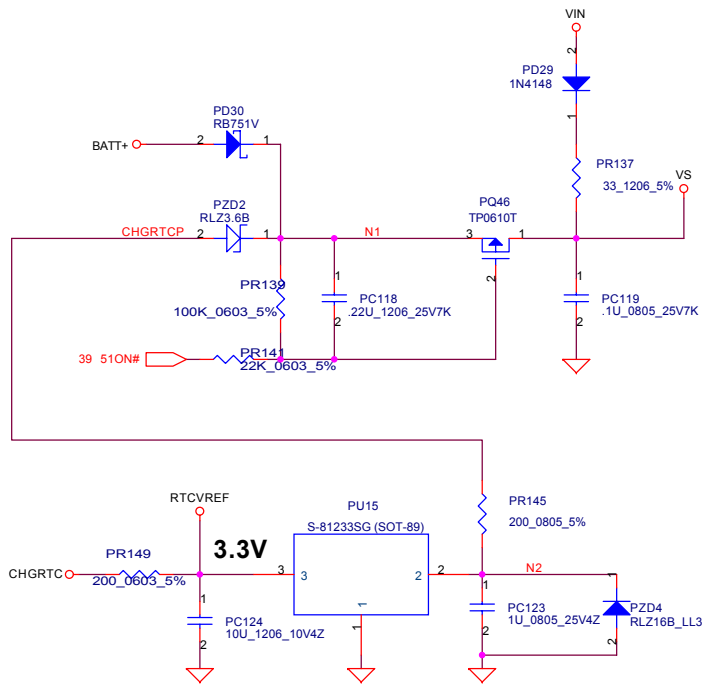 VIN
2
PD29
1N4148
1
PD30
RB751V
BATT+
2
1
PR137
33_1206_5%
VS
PZD2
RLZ3.6B
PQ46
TP0610T
CHGRTCP
2
1
N1
3
1
2
PR139
100K_0603_5%
1
PC118
.22U_1206_25V7K
2
1
PC119
.1U_0805_25V7K
2
39 51ON#
PR141
22K_0603_5%
RTCVREF
PU15
S-81233SG (SOT-89)
PR145
200_0805_5%
3.3V
PR149
CHGRTC
200_0603_5%
3
3
2
2
N2
1
1
PC124
10U_1206_10V4Z
2
1
1
1
PC123
1U_0805_25V4Z
2
PZD4
RLZ16B_LL3
2